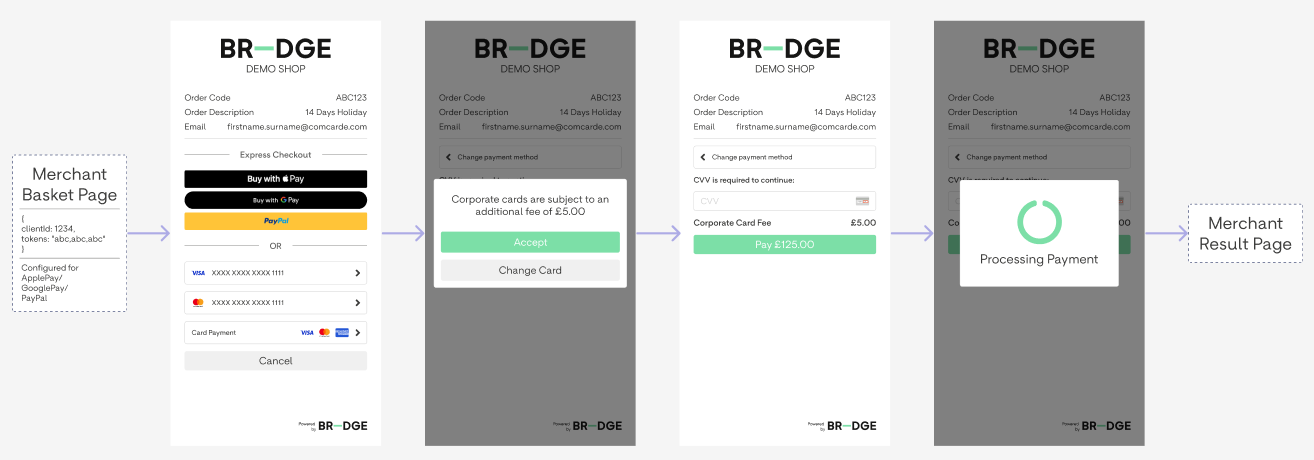 Merchant
Basket Page
{
clientId: 1234,
tokens: "abc,abc,abc"
}
Configured for
ApplePay/
GooglePay/
PayPal
BR—DGE
DEMO SHOP
Order Code ABC123
Order Description 14 Days Holiday
Email firstname.surname@comcarde.com
Express Checkout
Buy with Pay
Buy with G Pay
PayPal
OR
VISA XXXX XXXX XXXX 1111
XXXX XXXX XXXX 1111
Card Payment VISA
Cancel
Powered
by BR—DGE
BR—DGE
DEMO SHOP
Order Code ABC123
Order Description 14 Days Holiday
Email firstname.surname@comcarde.com
Change payment method
Corporate cards are subject to an
additional fee of £5.00
Accept
Change Card
Powered
by BR—DGE
BR—DGE
DEMO SHOP
Order Code ABC123
Order Description 14 Days Holiday
Email firstname.surname@comcarde.com
Change payment method
CVV is required to continue:
CVV
Corporate Card Fee £5.00
Pay £125.00
Powered
by BR—DGE
BR—DGE
DEMO SHOP
Order Code ABC123
Order Description 14 Days Holiday
Email firstname.surname@comcarde.com
Change payment method
Processing Payment
Powered
by BR—DGE
Merchant
Result Page